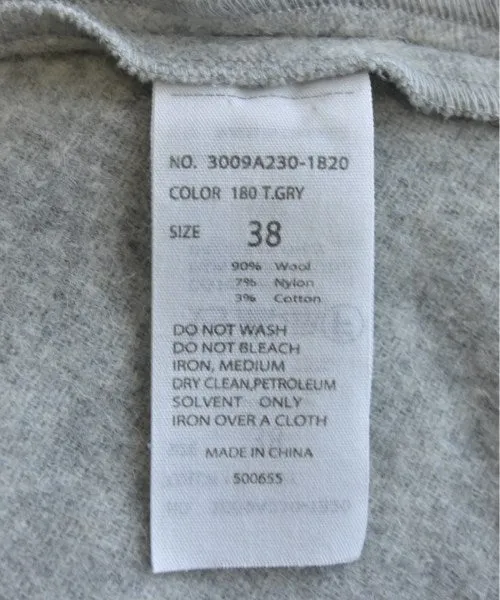 NO. 3009A230-1820
COLOR 180 T.GRY
SIZE 38
90% Wool
7% Nylon
3% Cotton
DO NOT WASH
DO NOT BLEACH
IRON, MEDIUM
DRY CLEAN,PETROLEUM
SOLVENT ONLY
IRON OVER A CLOTH
MADE IN CHINA
500655